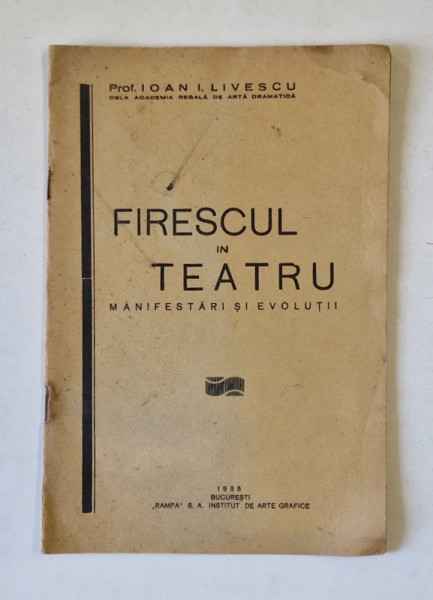 Prof. IOAN I. LIVESCU
DELA ACADEMIA REGALĂ DE ARTĂ DRAMATICĂ
FIRESCUL
IN
TEATRU
MANIFESTĂRI ȘI EVOLUȚII
1935
BUCUREȘTI
„RAMPA" S. A. INSTITUT DE ARTE GRAFICE